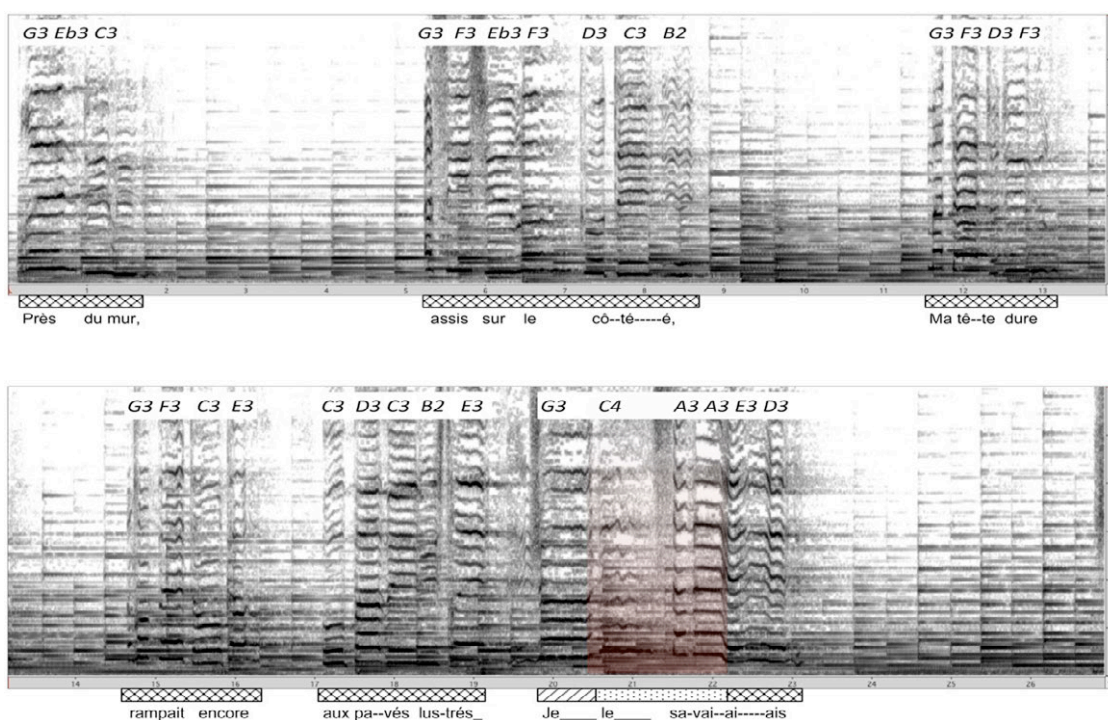 G3 Eb3 C3 G3 F3 Eb3 F3 D3 C3 B2 G3 F3 D3 F3
1 2 3 4 5 6 7 8 9 10 11 12 13
Près du mur, assis sur le cô--té-----é, Ma tê--te dure
G3 F3 C3 E3 C3 D3 C3 B2 E3 G3 C4 A3 A3 E3 D3
14 15 16 17 18 19 20 21 22 23 24 25 26
rampait encore aux pa--vés lus-trés_ Je____ le____ sa-vai--ai-----ais